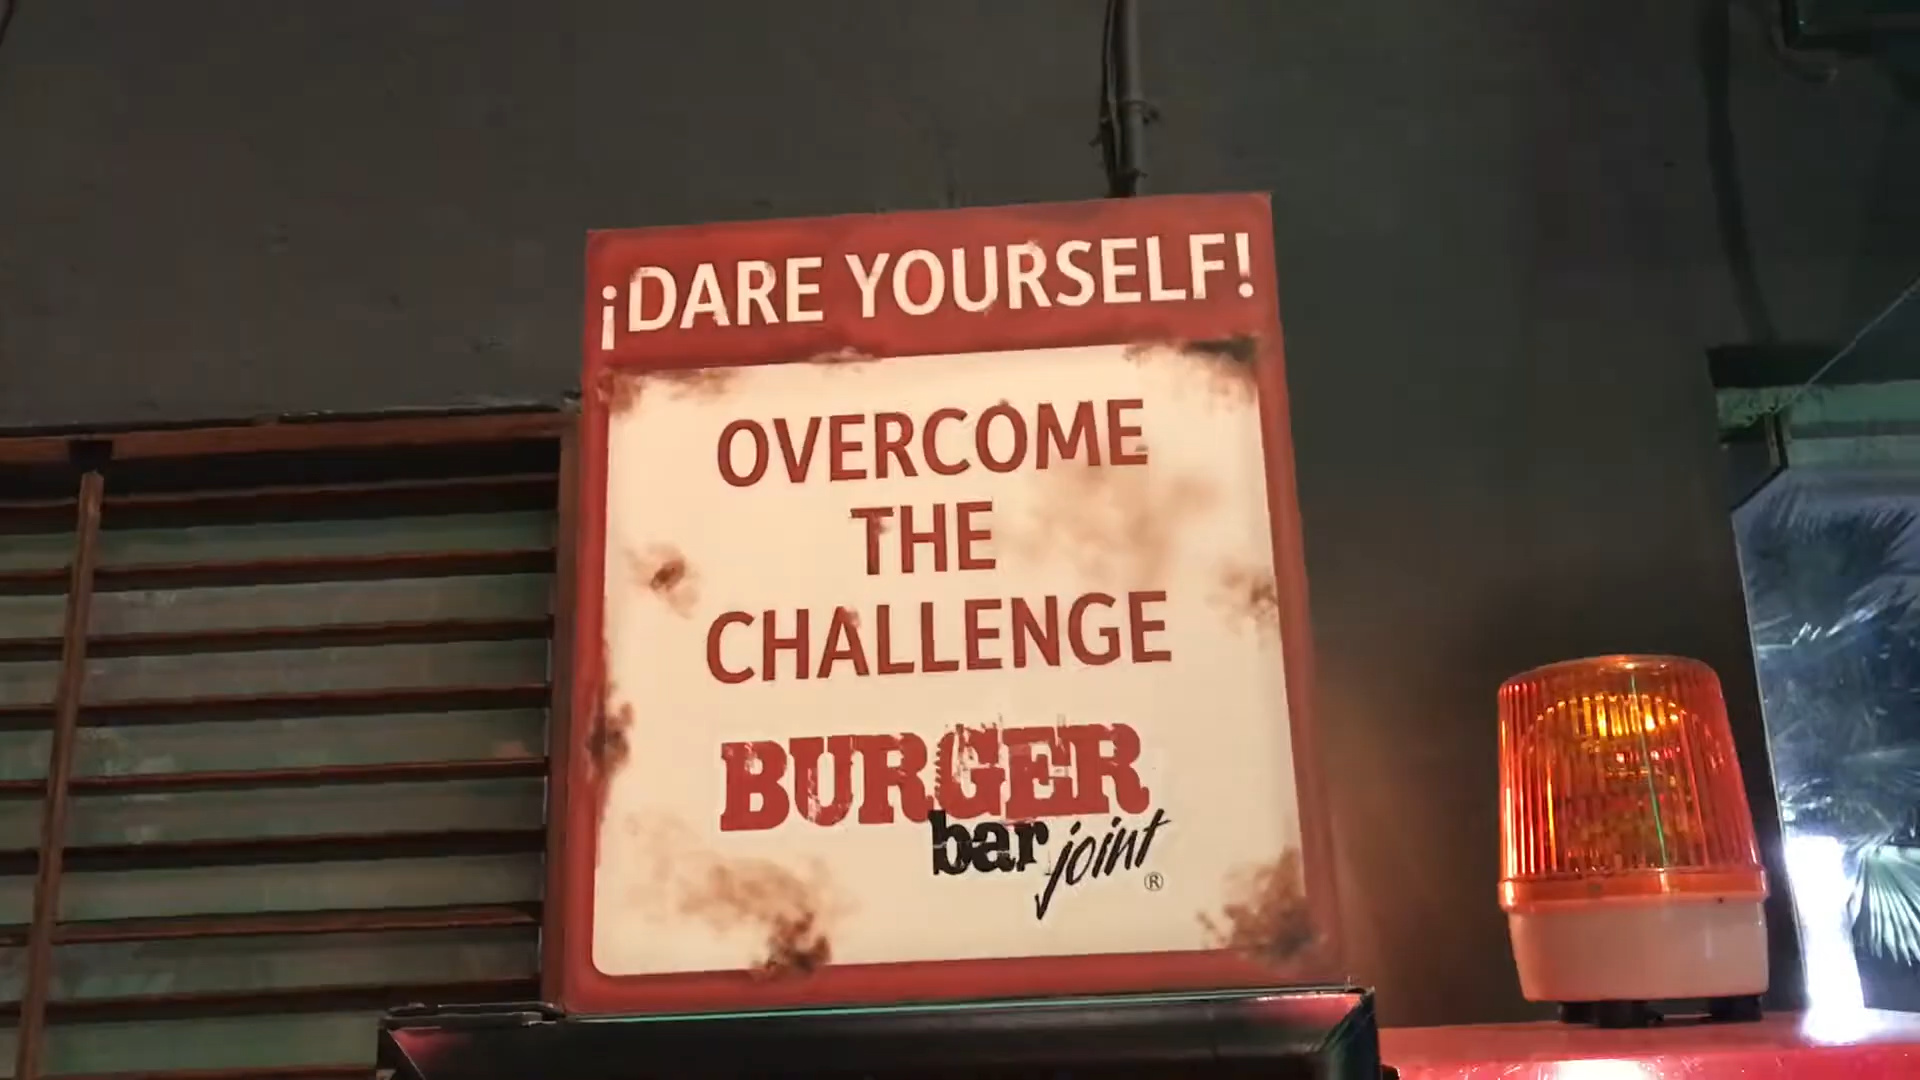 ¡DARE YOURSELF!
OVERCOME
THE
CHALLENGE
BURGER
bar joint®